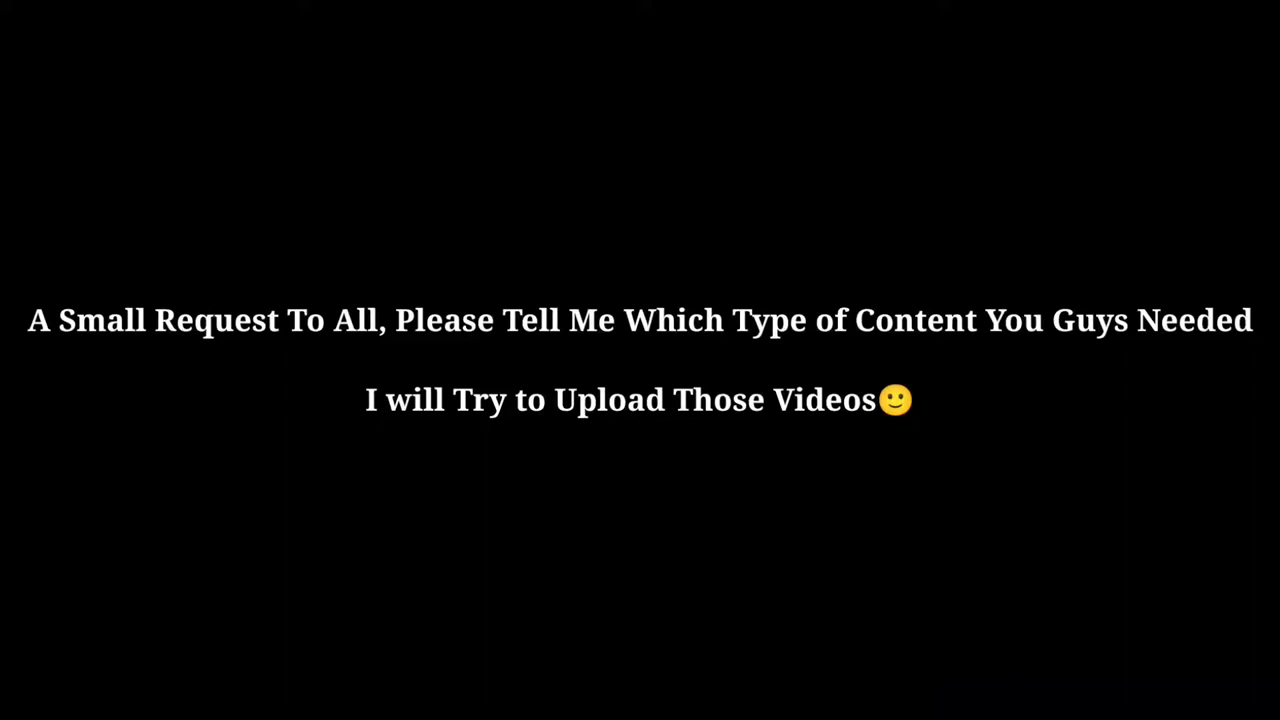 A Small Request To All, Please Tell Me Which Type of Content You Guys Needed
I will Try to Upload Those Videos🙂